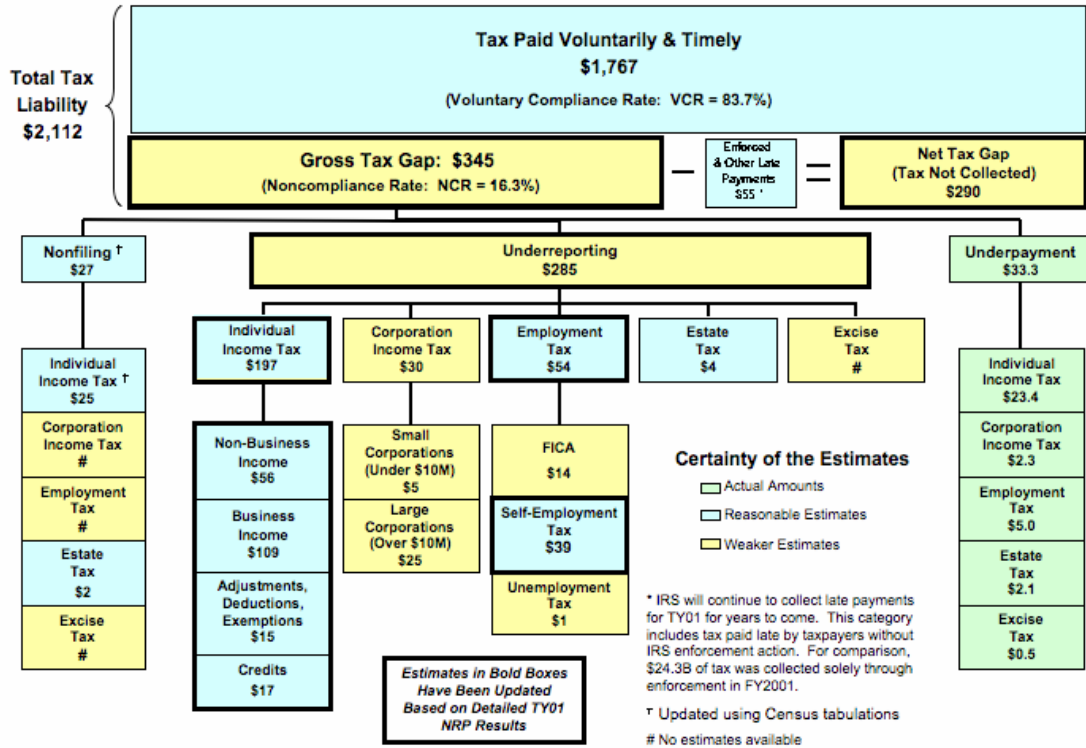 Total Tax
Liability
$2,112
Tax Paid Voluntarily & Timely
$1,767
(Voluntary Compliance Rate: VCR = 83.7%)
Gross Tax Gap: $345
(Noncompliance Rate: NCR = 16.3%)
Enforced
& Other Late
Payments
$55 *
Net Tax Gap
(Tax Not Collected)
$290
Nonfiling †
$27
Underreporting
$285
Underpayment
$33.3
Individual
Income Tax †
$25
Corporation
Income Tax
#
Employment
Tax
#
Estate
Tax
$2
Excise
Tax
#
Individual
Income Tax
$197
Non-Business
Income
$56
Business
Income
$109
Adjustments,
Deductions,
Exemptions
$15
Credits
$17
Corporation
Income Tax
$30
Small
Corporations
(Under $10M)
$5
Large
Corporations
(Over $10M)
$25
Employment
Tax
$54
FICA
$14
Self-Employment
Tax
$39
Unemployment
Tax
$1
Estate
Tax
$4
Excise
Tax
#
Individual
Income Tax
$23.4
Corporation
Income Tax
$2.3
Employment
Tax
$5.0
Estate
Tax
$2.1
Excise
Tax
$0.5
Certainty of the Estimates
Actual Amounts
Reasonable Estimates
Weaker Estimates
Estimates in Bold Boxes
Have Been Updated
Based on Detailed TY01
NRP Results
* IRS will continue to collect late payments
for TY01 for years to come. This category
includes tax paid late by taxpayers without
IRS enforcement action. For comparison,
$24.3B of tax was collected solely through
enforcement in FY2001.
† Updated using Census tabulations
# No estimates available